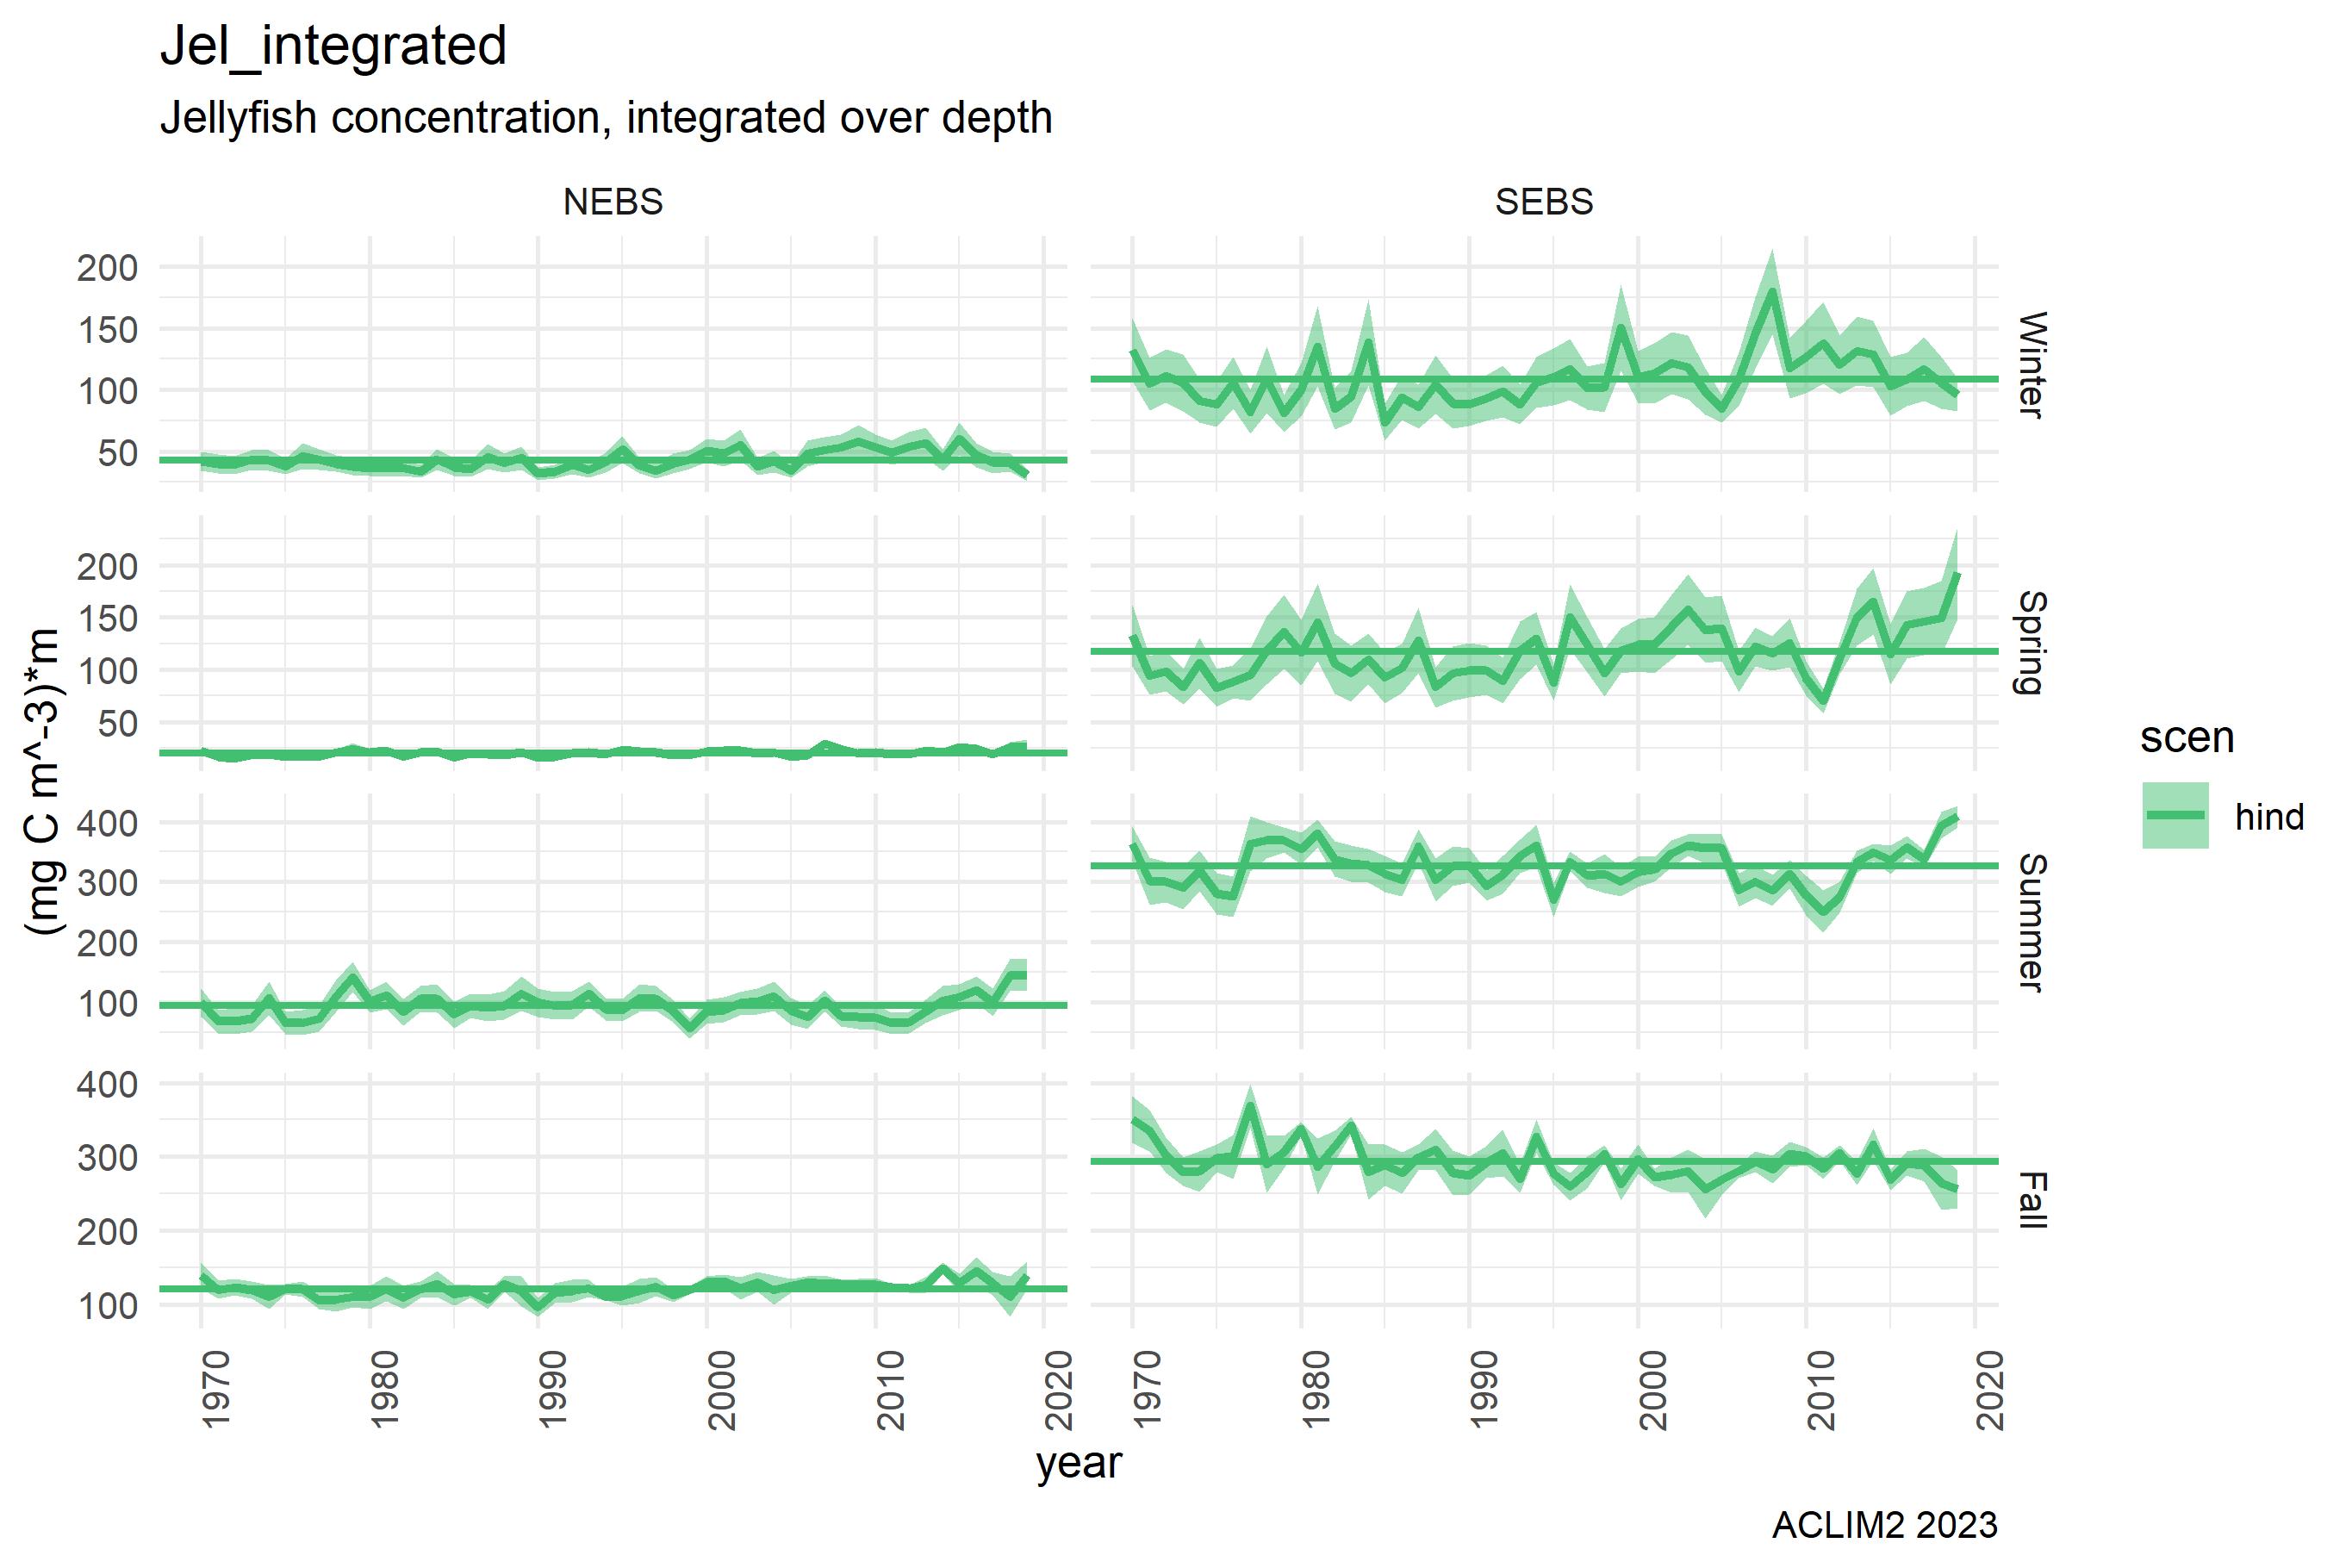 Jel_integrated
Jellyfish concentration, integrated over depth
NEBS
SEBS
200
150
100
50
Winter
200
150
100
50
Spring
400
300
200
100
Summer
400
300
200
100
Fall
(mg C m^-3)*m
1970
1980
1990
2000
2010
2020
1970
1980
1990
2000
2010
2020
year
scen
hind
ACLIM2 2023